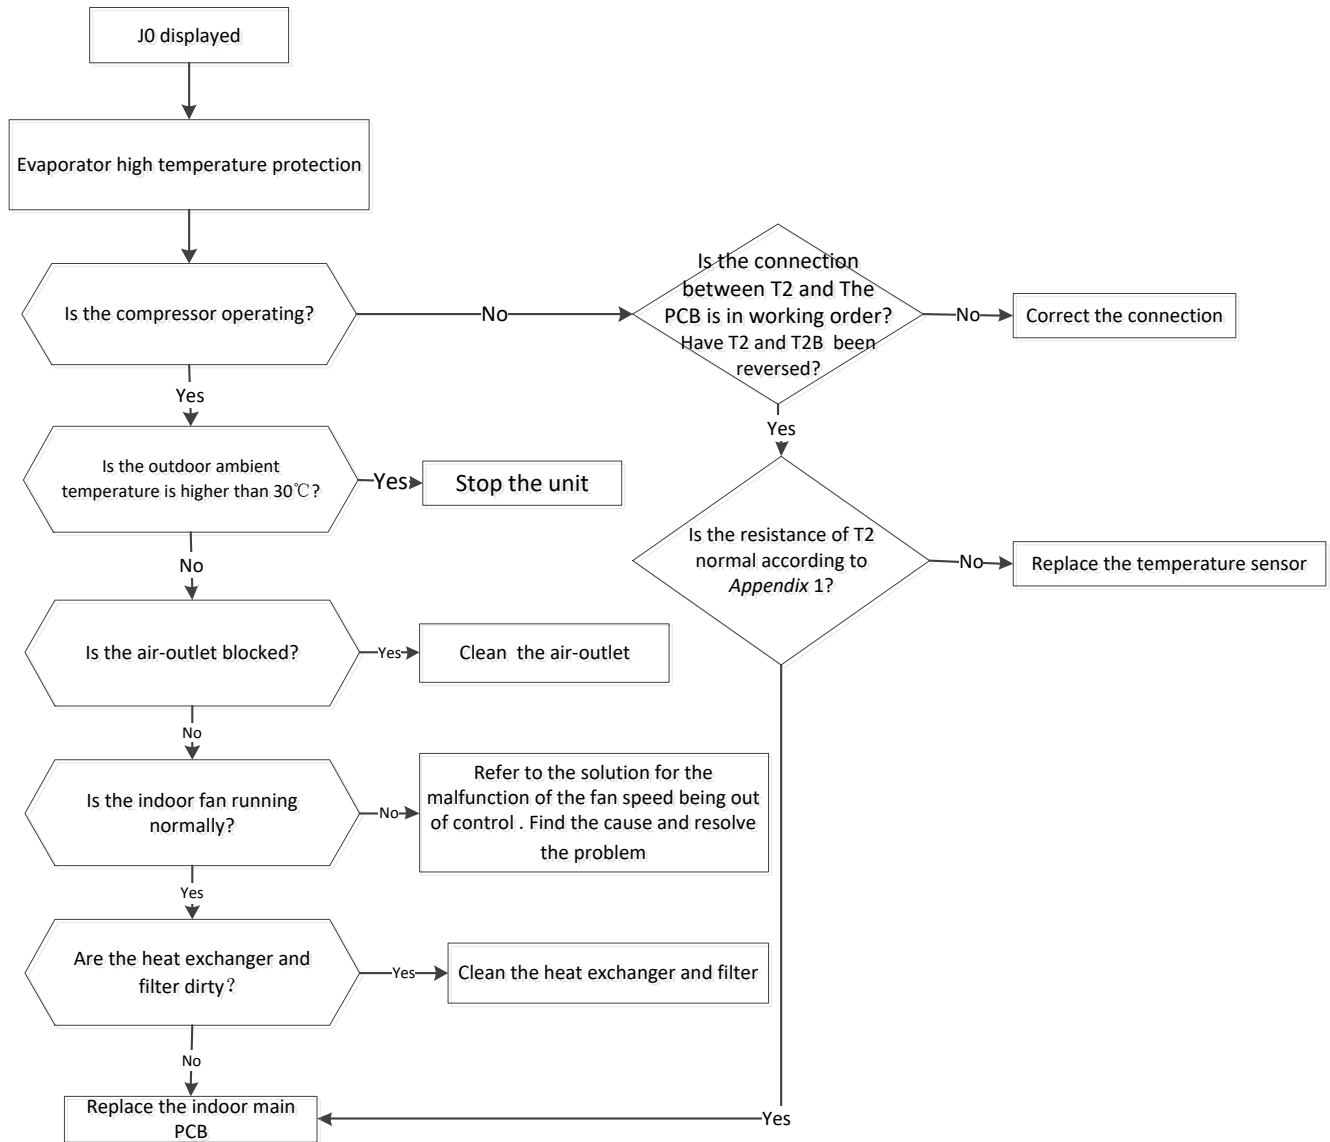 J0 displayed
Evaporator high temperature protection
Is the compressor operating?
No
Is the connection
between T2 and The
PCB is in working order?
Have T2 and T2B been
reversed?
No
Correct the connection
Yes
Yes
Is the outdoor ambient
temperature is higher than 30℃?
Yes
Stop the unit
Is the resistance of T2
normal according to
Appendix 1?
No
Replace the temperature sensor
No
Is the air-outlet blocked?
Yes
Clean the air-outlet
No
Is the indoor fan running
normally?
No
Refer to the solution for the
malfunction of the fan speed being out
of control . Find the cause and resolve
the problem
Yes
Are the heat exchanger and
filter dirty?
Yes
Clean the heat exchanger and filter
No
Replace the indoor main
PCB
Yes